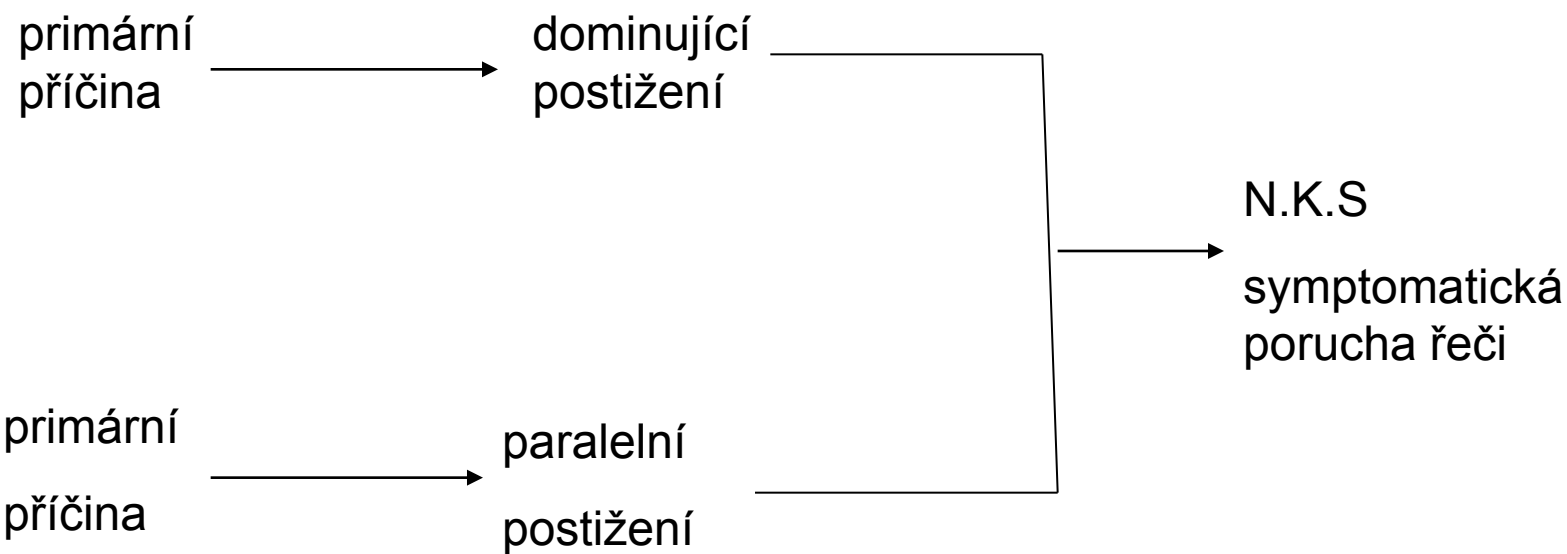 primární
příčina
dominující
postižení
N.K.S
symptomatická
porucha řeči
primární
příčina
paralelní
postižení